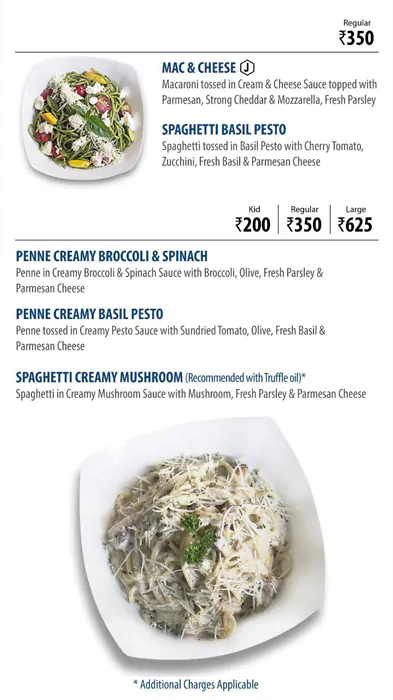 Regular
₹350
MAC & CHEESE J
Macaroni tossed in Cream & Cheese Sauce topped with
Parmesan, Strong Cheddar & Mozzarella, Fresh Parsley
SPAGHETTI BASIL PESTO
Spaghetti tossed in Basil Pesto with Cherry Tomato,
Zucchini, Fresh Basil & Parmesan Cheese
Kid Regular Large
₹200 ₹350 ₹625
PENNE CREAMY BROCCOLI & SPINACH
Penne in Creamy Broccoli & Spinach Sauce with Broccoli, Olive, Fresh Parsley &
Parmesan Cheese
PENNE CREAMY BASIL PESTO
Penne tossed in Creamy Pesto Sauce with Sundried Tomato, Olive, Fresh Basil &
Parmesan Cheese
SPAGHETTI CREAMY MUSHROOM (Recommended with Truffle oil)*
Spaghetti in Creamy Mushroom Sauce with Mushroom, Fresh Parsley & Parmesan Cheese
* Additional Charges Applicable